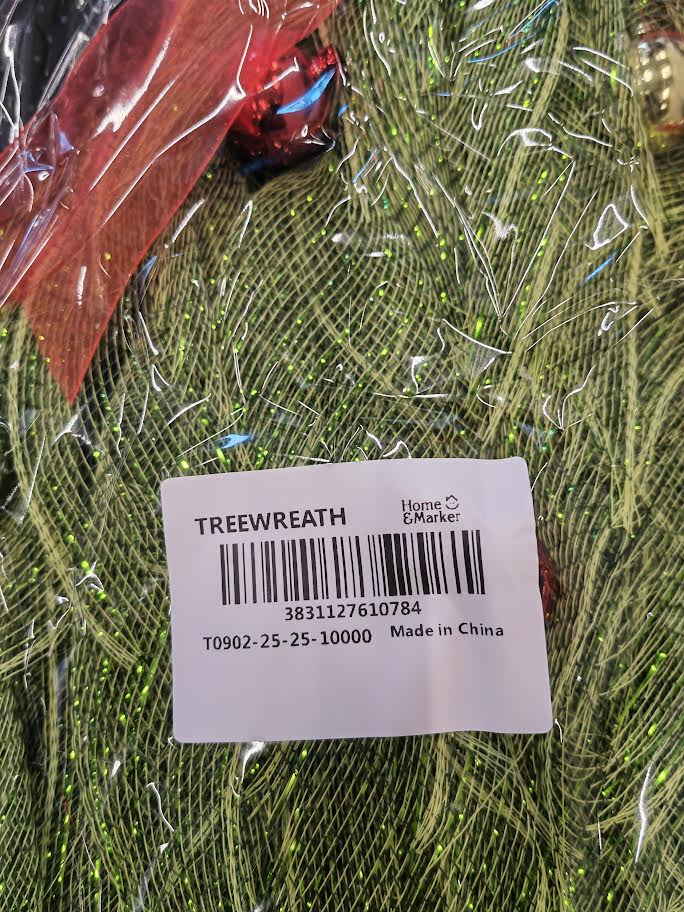 TREEWREATH
Home
&Marker
3831127610784
T0902-25-25-10000 Made in China